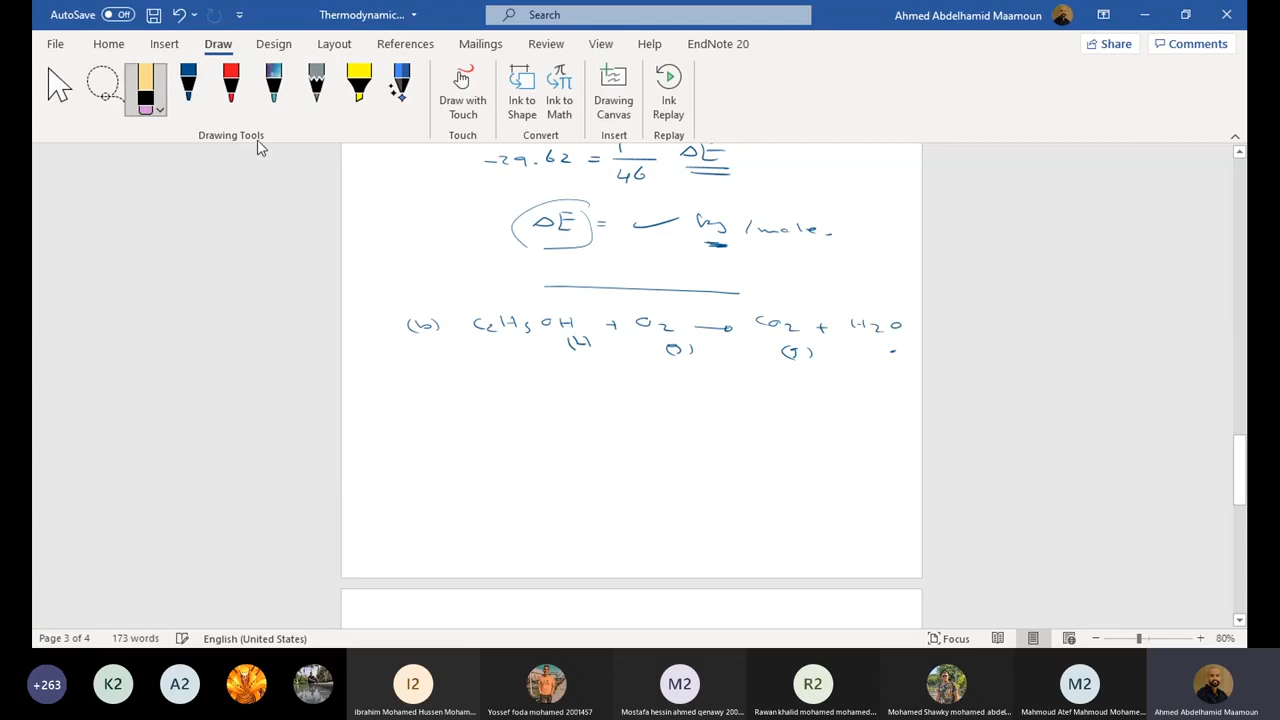 AutoSave Off Thermodynamic... Search Ahmed Abdelhamid Maamoun
File Home Insert Draw Design Layout References Mailings Review View Help EndNote 20 Share Comments
Draw with Touch Ink to Shape Ink to Math Drawing Canvas Ink Replay
Drawing Tools Touch Convert Insert Replay
-29.62 = 1/46 ΔE
ΔE = ✓ kJ / mole.
(b) C2H5OH + O2 → CO2 + H2O
(L) (g) (g)
Page 3 of 4 173 words English (United States) Focus 80%
+263 K2 A2 I2 M2 R2 M2
ibrahim Mohamed Hussen Moham... Yossef foda mohamed 2001457 Mostafa hessin ahmed qenawy 200... Rawan khalid mohamed mohamed... Mohamed Shawky mohamed abdel... Mahmoud Atef Mahmoud Mohame... Ahmed Abdelhamid Maamoun